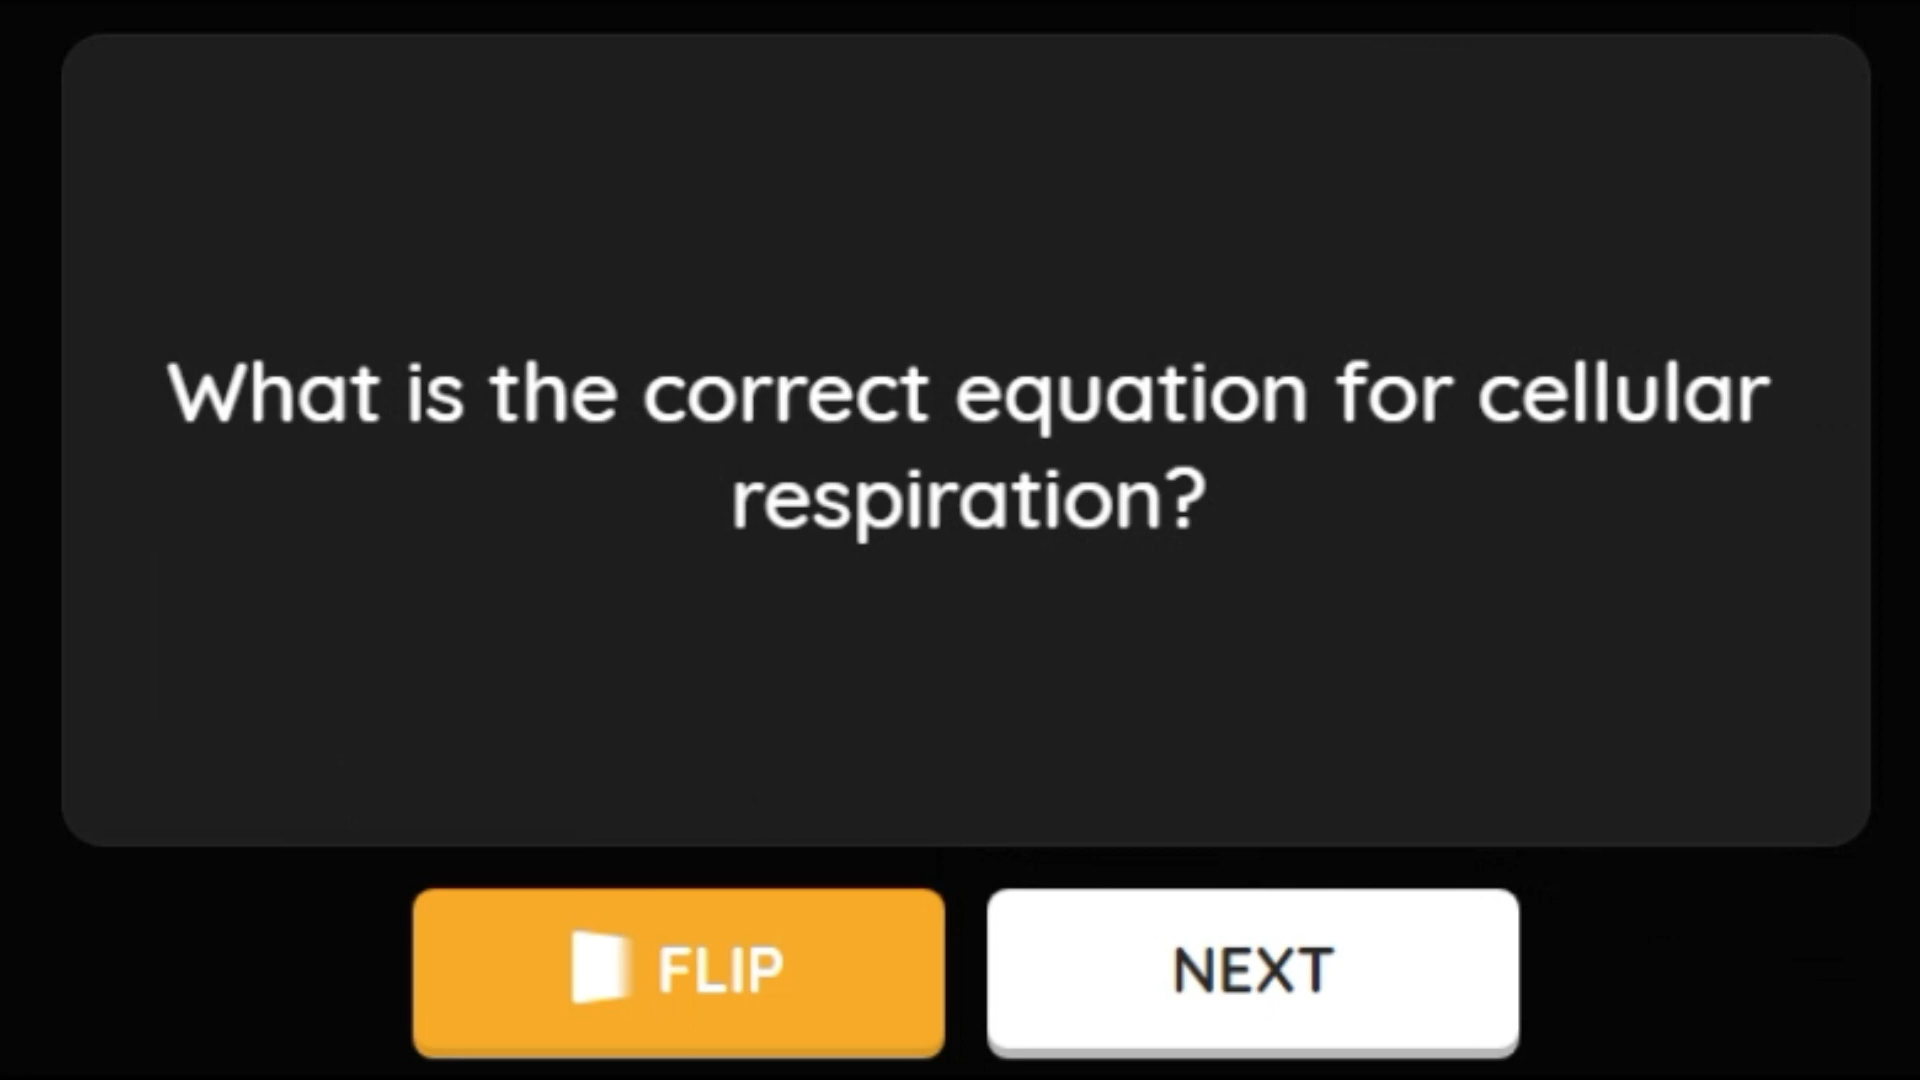 What is the correct equation for cellular
respiration?
FLIP
NEXT